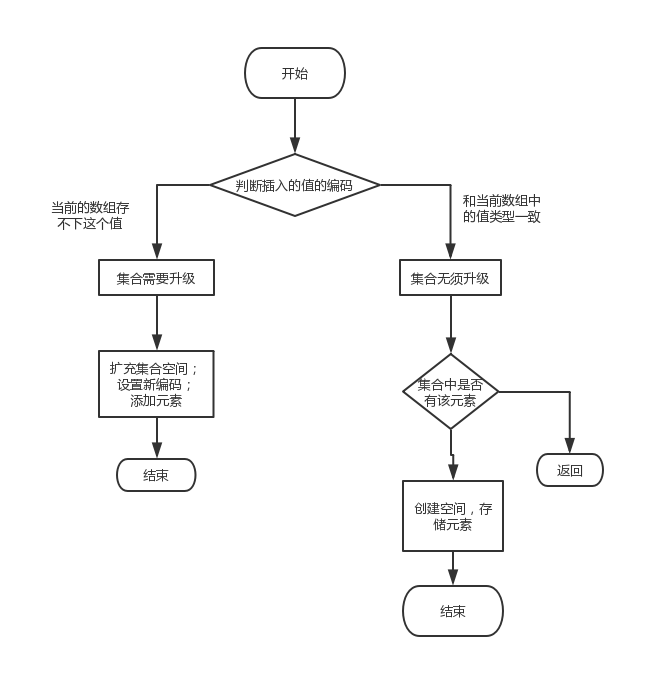 开始
判断插入的值的编码
当前的数组存
不下这个值
和当前数组中
的值类型一致
集合需要升级
集合无须升级
扩充集合空间；
设置新编码；
添加元素
集合中是否
有该元素
结束
返回
创建空间，存
储元素
结束